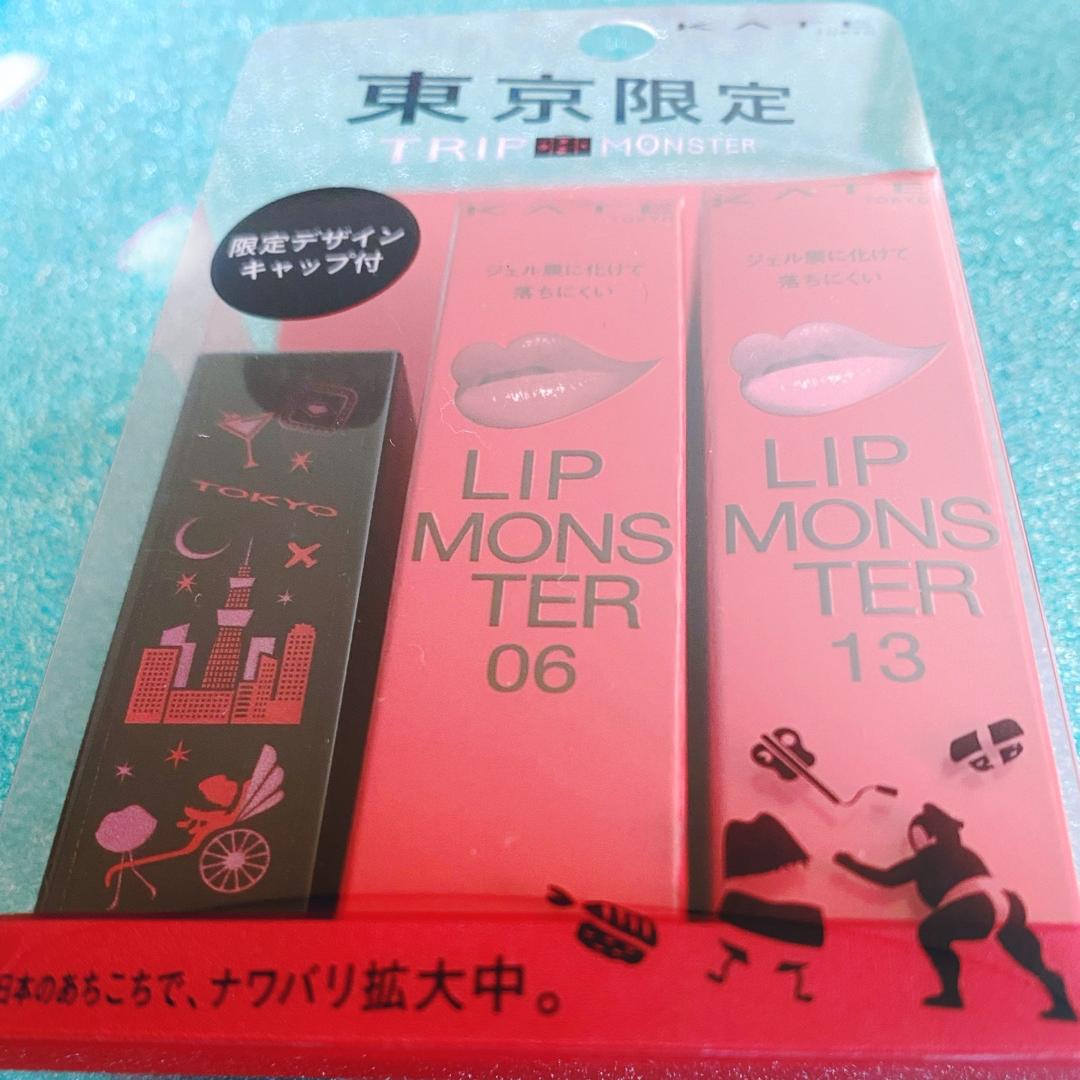 KATE
TOKYO
東京限定
TRIP MONSTER
限定デザイン
キャップ付
TOKYO
KATE
TOKYO
ジェル膜に化けて
落ちにくい
LIP
MONS
TER
06
KATE
TOKYO
ジェル膜に化けて
落ちにくい
LIP
MONS
TER
13
日本のあちこちで、ナワバリ拡大中。